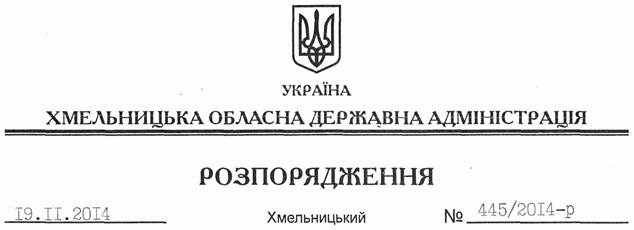 УКРАЇНА
ХМЕЛЬНИЦЬКА ОБЛАСНА ДЕРЖАВНА АДМІНІСТРАЦІЯ
РОЗПОРЯДЖЕННЯ
19.11.2014 Хмельницький № 445/2014-р